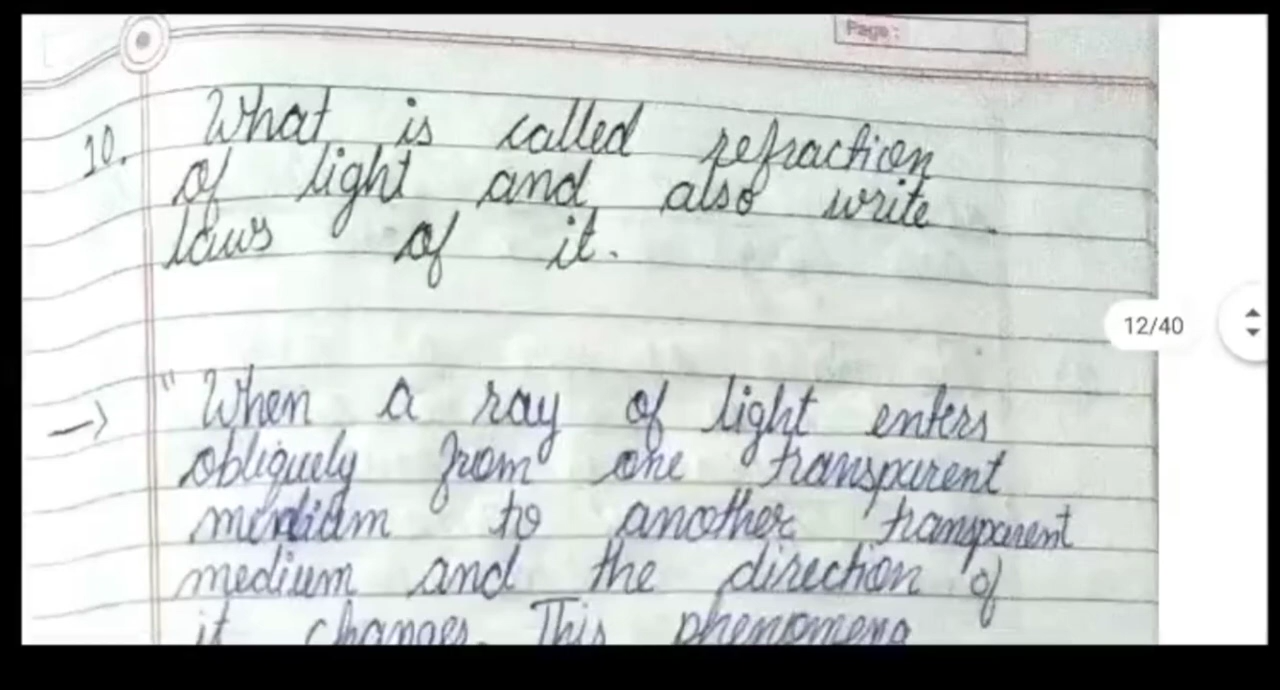 Page:
10. What is called refraction
of light and also write
laws of it.
12/40
→ "When a ray of light enters
obliquely from one transparent
medium to another transparent
medium and the direction of
it changes. This phenomena